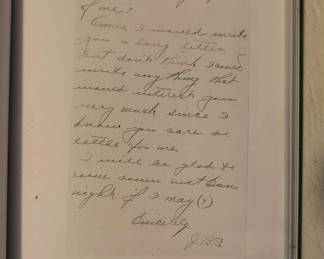 of me?
Annie, I would write
you a long letter
but don't think I could
write anything that
would interest you
very much since I
know you care so
little for me.
I will be glad to
come down next
night if I may (?)
Sincerely